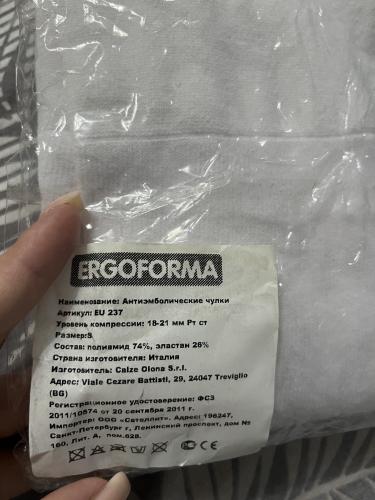 ERGOFORMA
Наименование: Антиэмболические чулки
Артикул: EU 237
Уровень компрессии: 18-21 мм Рт ст
Размер:S
Состав: полиамид 74%, эластан 26%
Страна изготовителя: Италия
Изготовитель: Calze Olona S.r.l.
Адрес: Viale Cezare Battisti, 29, 24047 Treviglio
(BG)
Регистрационное удостоверение: ФСЗ
2011/10674 от 20 сентября 2011 г.
Импортер: ООО «Сателлит». Адрес: 196247,
Санкт-Петербург г, Ленинский проспект, дом №
160, Лит. А, пом.628.